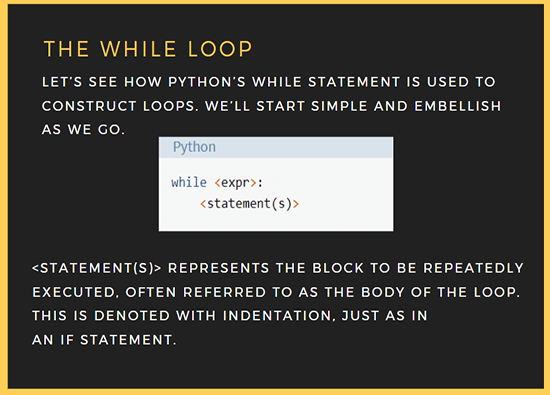 THE WHILE LOOP
LET'S SEE HOW PYTHON'S WHILE STATEMENT IS USED TO
CONSTRUCT LOOPS. WE'LL START SIMPLE AND EMBELLISH
AS WE GO.
Python
while <expr>:
    <statement(s)>
<STATEMENT(S)> REPRESENTS THE BLOCK TO BE REPEATEDLY
EXECUTED, OFTEN REFERRED TO AS THE BODY OF THE LOOP.
THIS IS DENOTED WITH INDENTATION, JUST AS IN
AN IF STATEMENT.